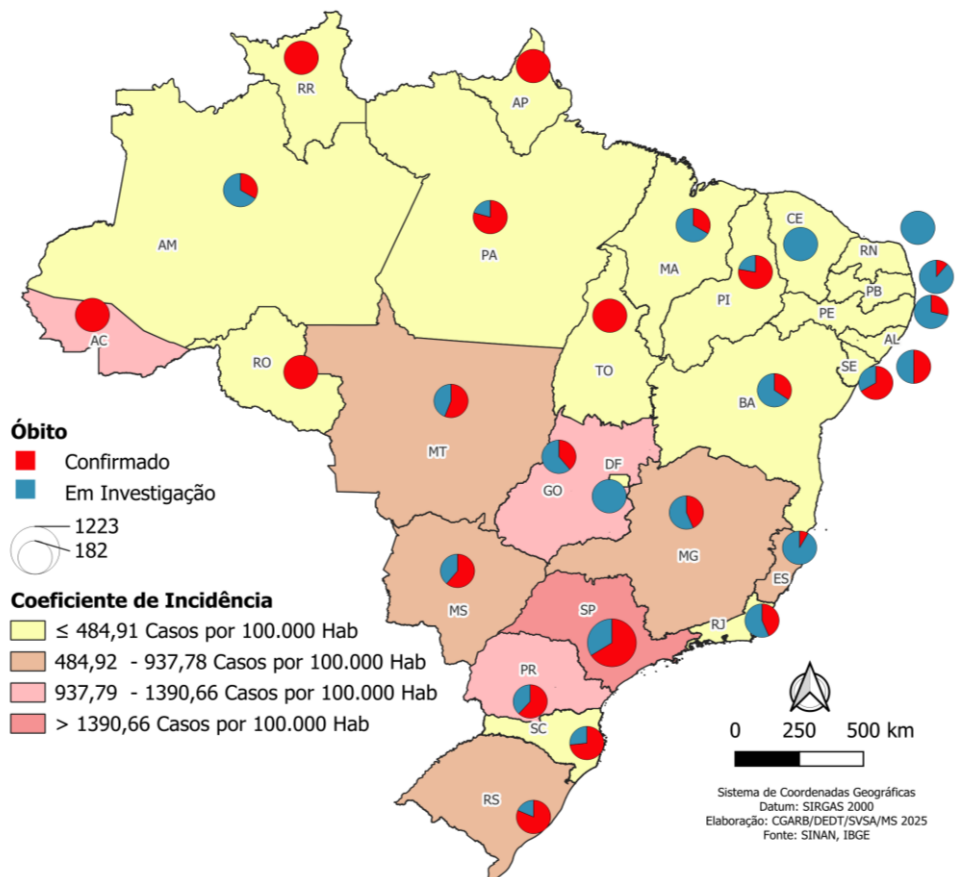 RR
AP
AM
PA
MA
CE
RN
PB
PI
PE
AL
SE
AC
RO
TO
BA
MT
DF
GO
MG
ES
MS
SP
RJ
PR
SC
RS
Óbito
Confirmado
Em Investigação
1223
182
Coeficiente de Incidência
≤ 484,91 Casos por 100.000 Hab
484,92 - 937,78 Casos por 100.000 Hab
937,79 - 1390,66 Casos por 100.000 Hab
> 1390,66 Casos por 100.000 Hab
0 250 500 km
Sistema de Coordenadas Geográficas
Datum: SIRGAS 2000
Elaboração: CGARB/DEDT/SVSA/MS 2025
Fonte: SINAN, IBGE